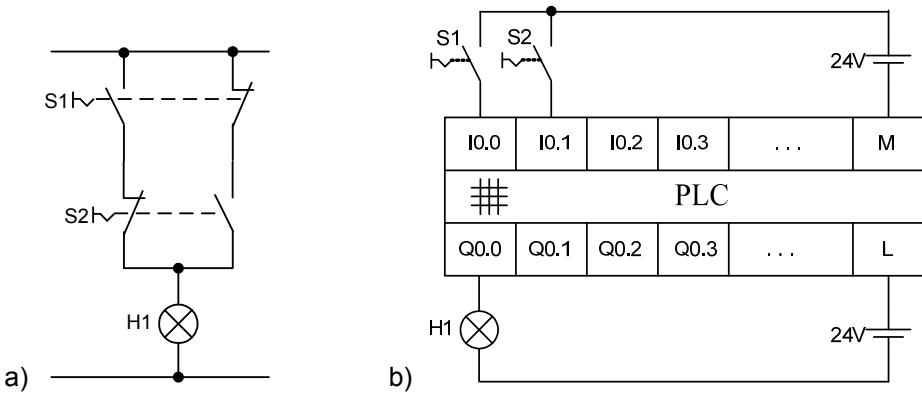 S1
S2
H1
a)
S1 S2
24V
I0.0 I0.1 I0.2 I0.3 . . . M
PLC
Q0.0 Q0.1 Q0.2 Q0.3 . . . L
H1
24V
b)